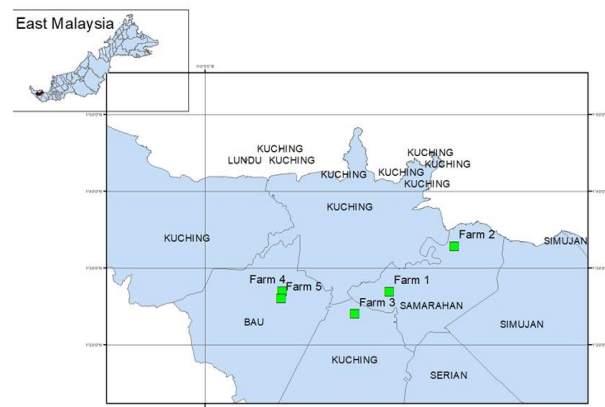 East Malaysia
KUCHING
KUCHING
LUNDU KUCHING
KUCHING
KUCHING
KUCHING
KUCHING
KUCHING
KUCHING
Farm 2
SIMUJAN
Farm 4
Farm 5
Farm 1
Farm 3
SAMARAHAN
BAU
SIMUJAN
KUCHING
SERIAN